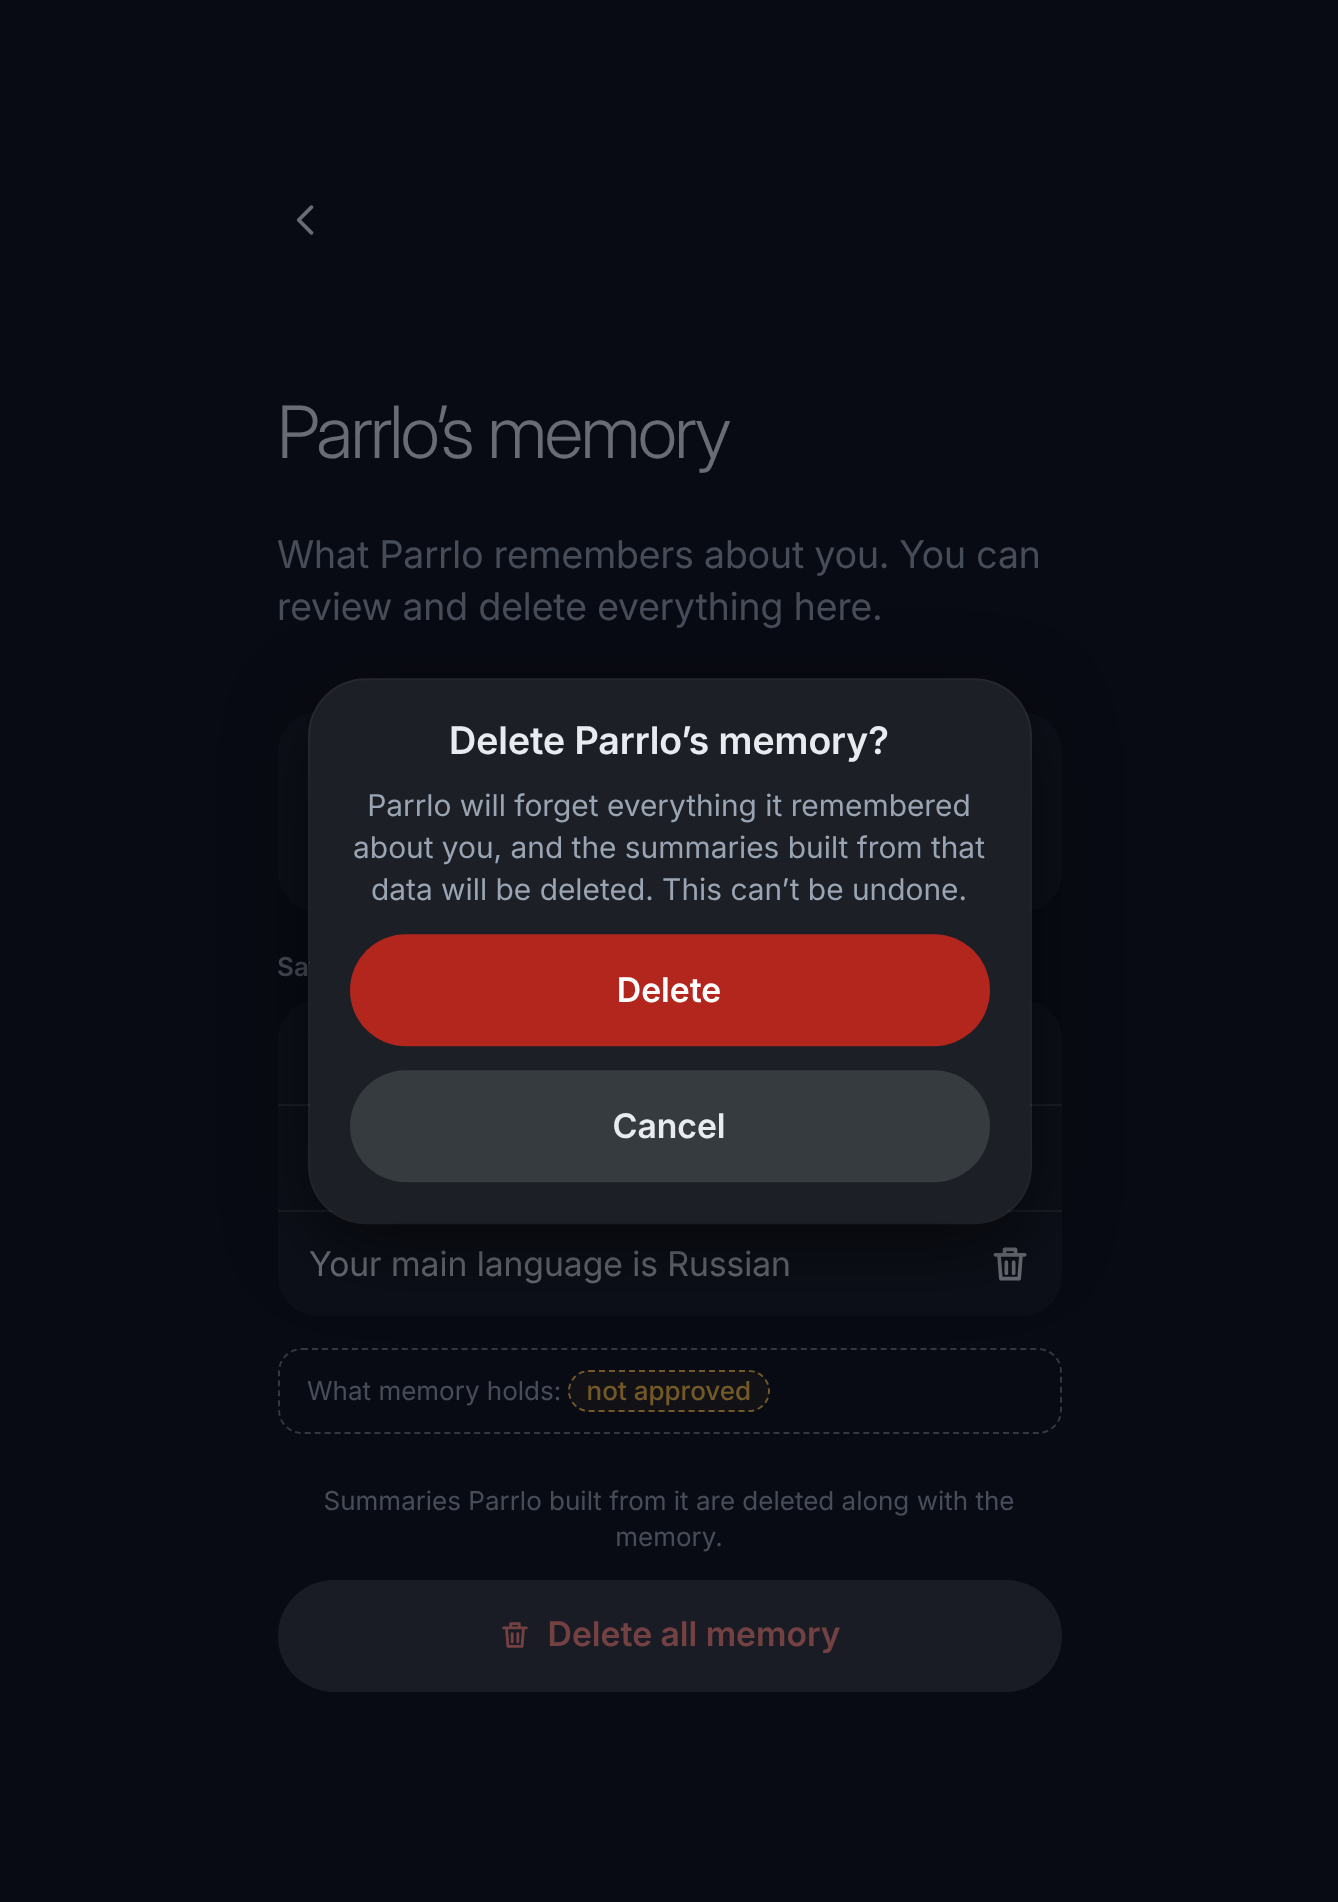 Parrlo’s memory
What Parrlo remembers about you. You can
review and delete everything here.
Delete Parrlo’s memory?
Parrlo will forget everything it remembered
about you, and the summaries built from that
data will be deleted. This can’t be undone.
Delete
Cancel
Your main language is Russian
What memory holds: not approved
Summaries Parrlo built from it are deleted along with the
memory.
Delete all memory